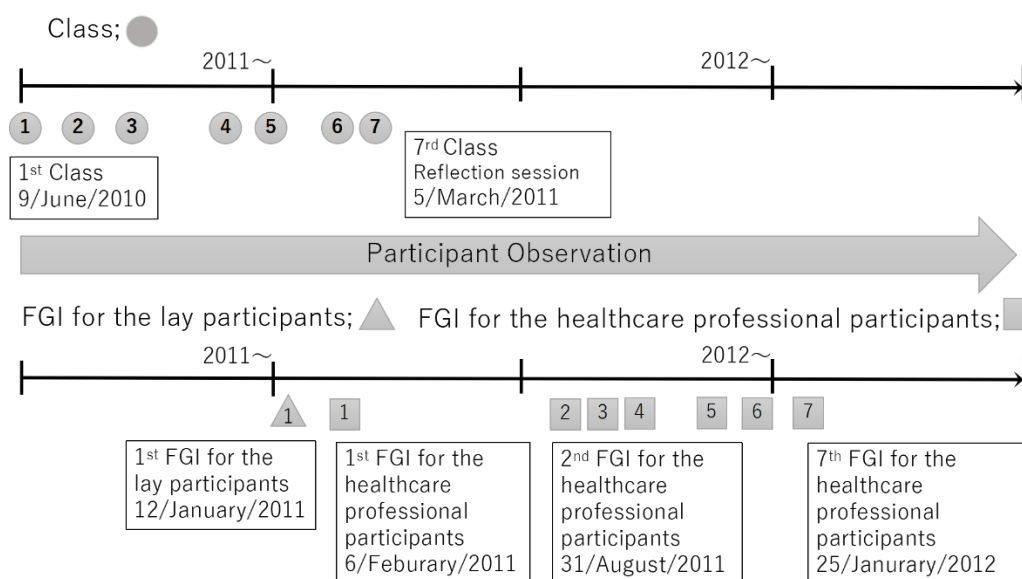 Class;
2011～ 2012～
1 2 3 4 5 6 7
1st Class
9/June/2010
7rd Class
Reflection session
5/March/2011
Participant Observation
FGI for the lay participants; FGI for the healthcare professional participants;
2011～ 2012～
1 1 2 3 4 5 6 7
1st FGI for the
lay participants
12/January/2011
1st FGI for the
healthcare
professional
participants
6/Feburary/2011
2nd FGI for the
healthcare
professional
participants
31/August/2011
7th FGI for the
healthcare
professional
participants
25/Janurary/2012